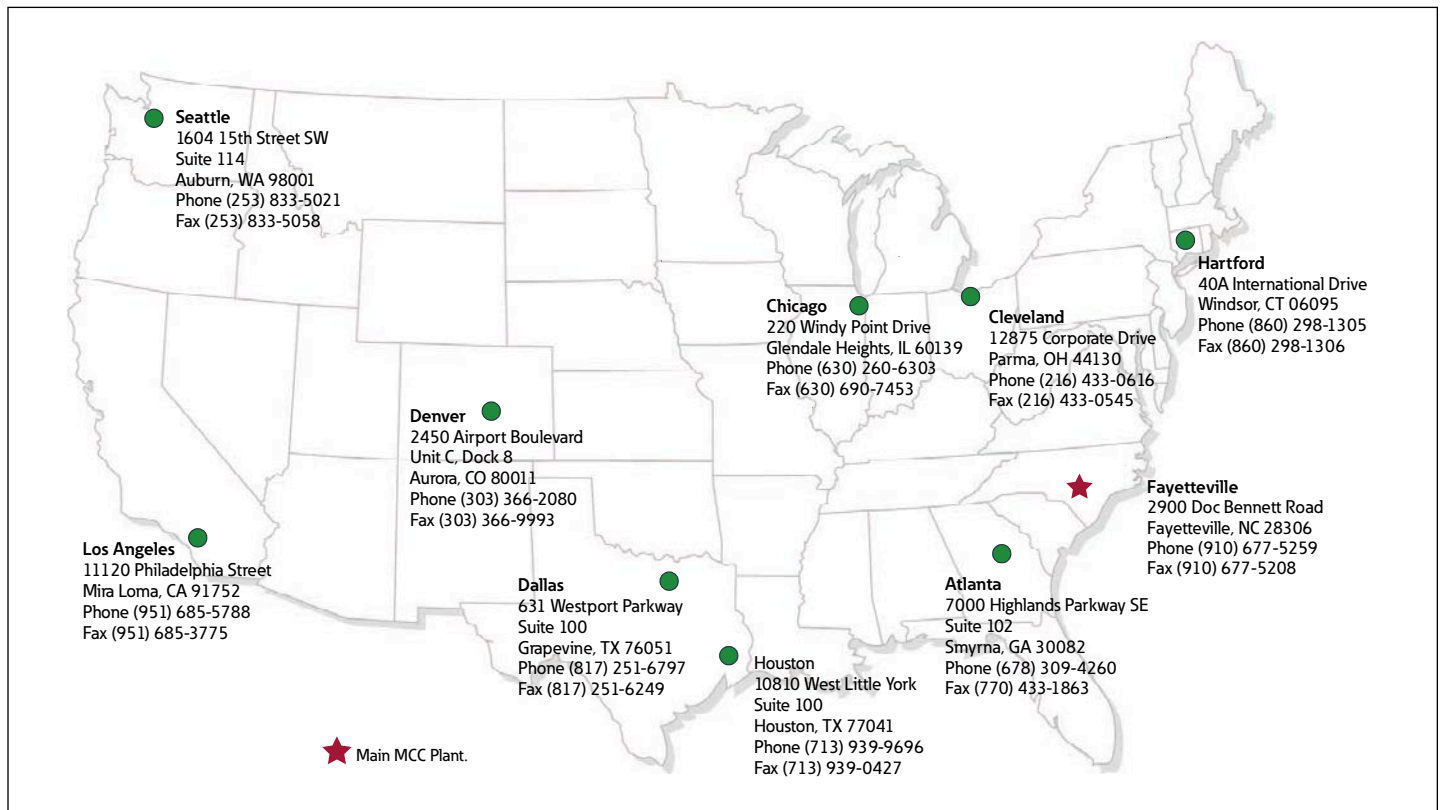 Seattle
1604 15th Street SW
Suite 114
Auburn, WA 98001
Phone (253) 833-5021
Fax (253) 833-5058
Hartford
40A International Drive
Windsor, CT 06095
Phone (860) 298-1305
Fax (860) 298-1306
Chicago
220 Windy Point Drive
Glendale Heights, IL 60139
Phone (630) 260-6303
Fax (630) 690-7453
Cleveland
12875 Corporate Drive
Parma, OH 44130
Phone (216) 433-0616
Fax (216) 433-0545
Denver
2450 Airport Boulevard
Unit C, Dock 8
Aurora, CO 80011
Phone (303) 366-2080
Fax (303) 366-9993
Fayetteville
2900 Doc Bennett Road
Fayetteville, NC 28306
Phone (910) 677-5259
Fax (910) 677-5208
Los Angeles
11120 Philadelphia Street
Mira Loma, CA 91752
Phone (951) 685-5788
Fax (951) 685-3775
Dallas
631 Westport Parkway
Suite 100
Grapevine, TX 76051
Phone (817) 251-6797
Fax (817) 251-6249
Atlanta
7000 Highlands Parkway SE
Suite 102
Smyrna, GA 30082
Phone (678) 309-4260
Fax (770) 433-1863
Houston
10810 West Little York
Suite 100
Houston, TX 77041
Phone (713) 939-9696
Fax (713) 939-0427
Main MCC Plant.